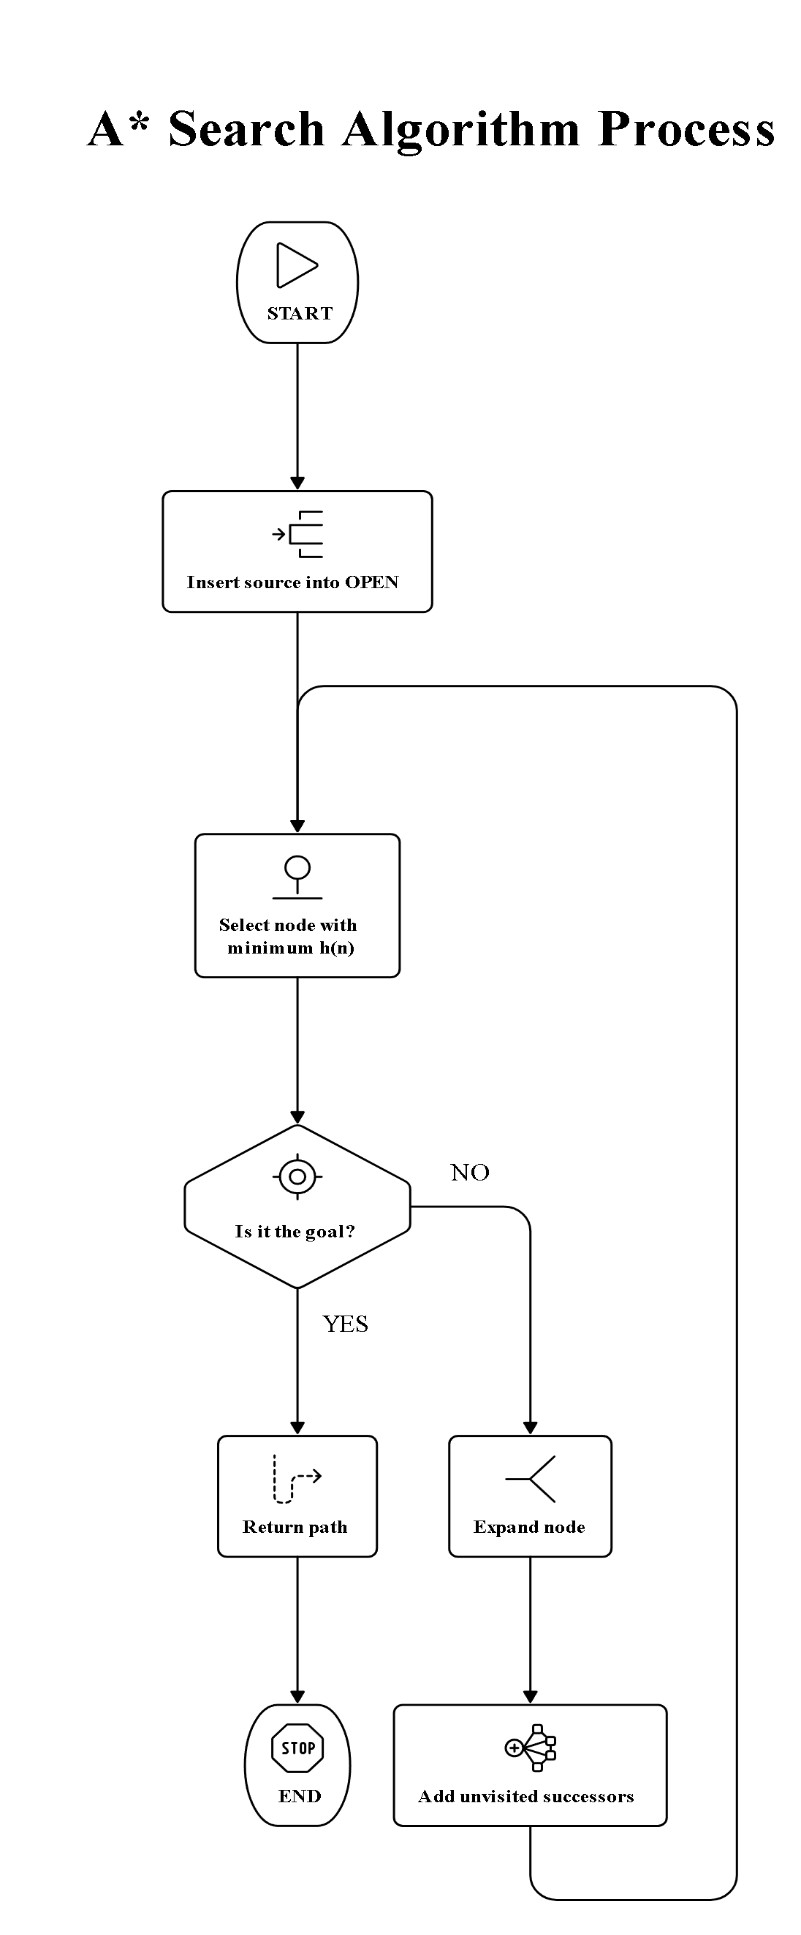 A* Search Algorithm Process
START
Insert source into OPEN
Select node with
minimum h(n)
Is it the goal?
NO
YES
Return path
Expand node
STOP
END
Add unvisited successors